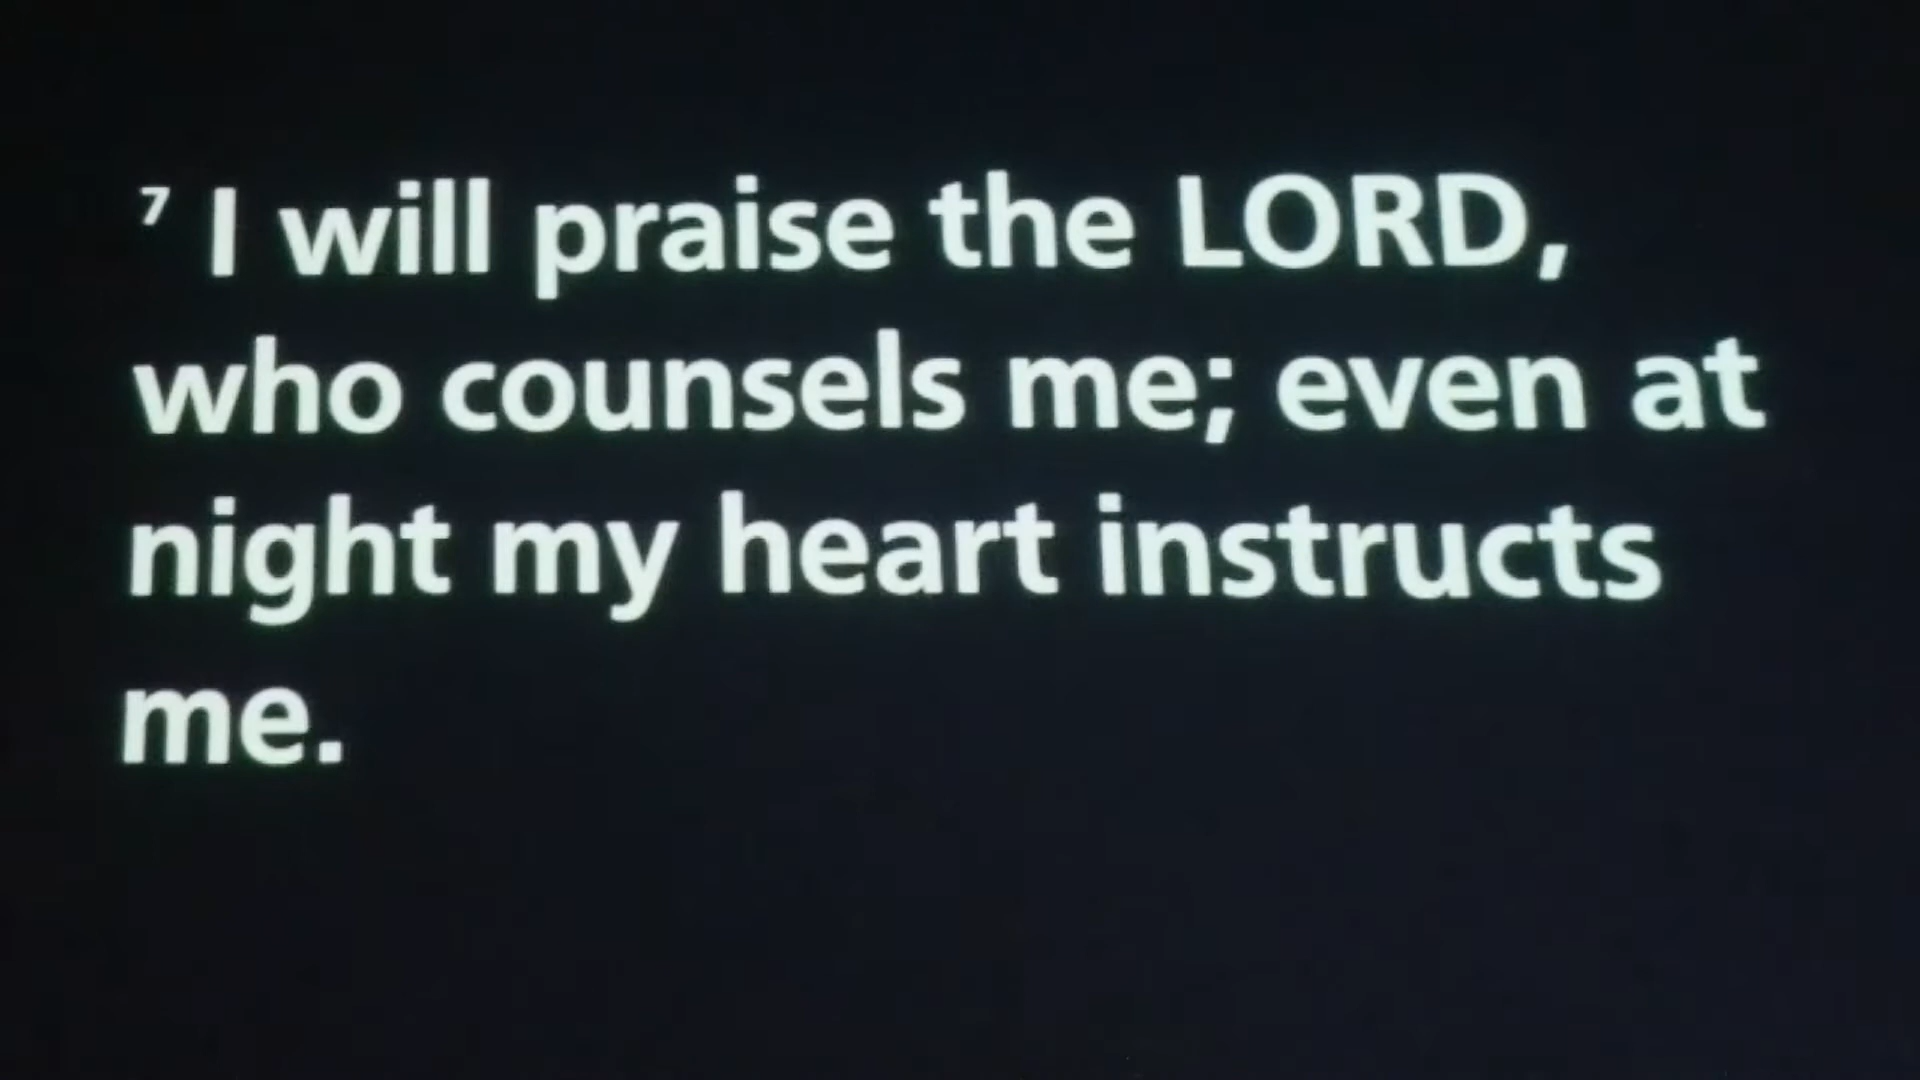 7 I will praise the LORD,
who counsels me; even at
night my heart instructs
me.